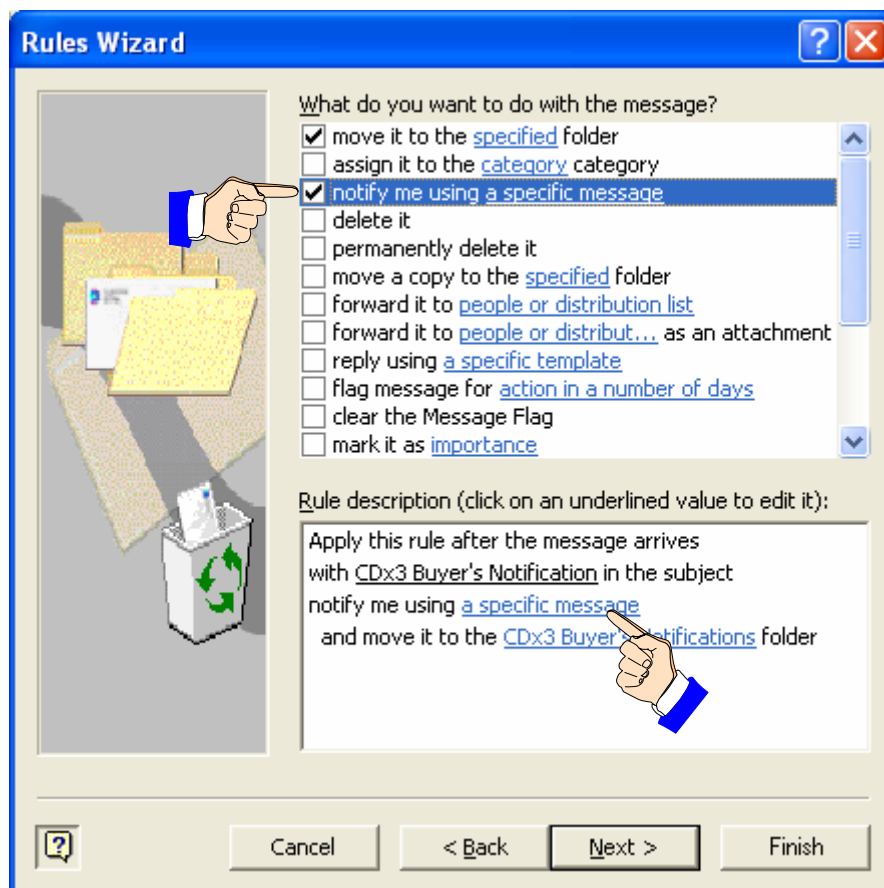 Rules Wizard
What do you want to do with the message?
move it to the specified folder
assign it to the category category
notify me using a specific message
delete it
permanently delete it
move a copy to the specified folder
forward it to people or distribution list
forward it to people or distribut... as an attachment
reply using a specific template
flag message for action in a number of days
clear the Message Flag
mark it as importance
Rule description (click on an underlined value to edit it):
Apply this rule after the message arrives
with CDx3 Buyer's Notification in the subject
notify me using a specific message
and move it to the CDx3 Buyer's Notifications folder
Cancel
< Back
Next >
Finish